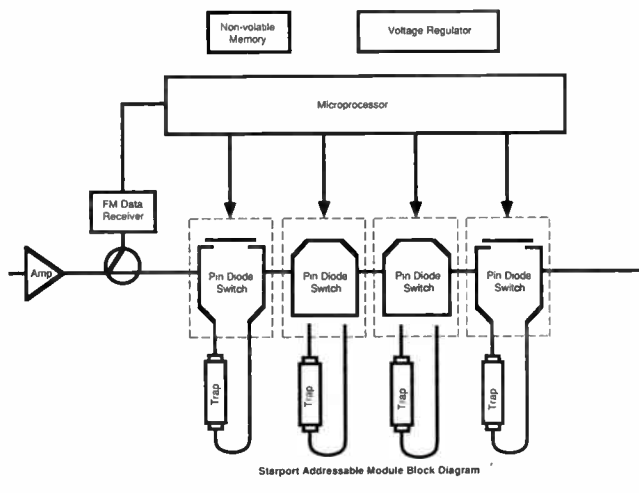 Non-volatile
Memory
Voltage Regulator
Microprocessor
FM Data
Receiver
Amp
Pin Diode
Switch
Pin Diode
Switch
Pin Diode
Switch
Pin Diode
Switch
Trap
Trap
Trap
Trap
Starport Addressable Module Block Diagram